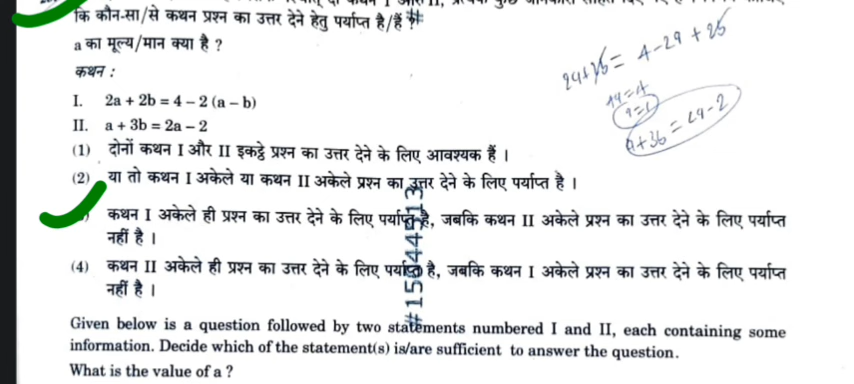 कि कौन-सा/से कथन प्रश्न का उत्तर देने हेतु पर्याप्त है/हैं ?
a का मूल्य/मान क्या है ?
कथन :
I. 2a + 2b = 4 – 2 (a – b)
II. a + 3b = 2a – 2
(1) दोनों कथन I और II इकट्ठे प्रश्न का उत्तर देने के लिए आवश्यक हैं ।
(2) या तो कथन I अकेले या कथन II अकेले प्रश्न का उत्तर देने के लिए पर्याप्त है ।
कथन I अकेले ही प्रश्न का उत्तर देने के लिए पर्याप्त है, जबकि कथन II अकेले प्रश्न का उत्तर देने के लिए पर्याप्त
नहीं है ।
(4) कथन II अकेले ही प्रश्न का उत्तर देने के लिए पर्याप्त है, जबकि कथन I अकेले प्रश्न का उत्तर देने के लिए पर्याप्त
नहीं है ।
Given below is a question followed by two statements numbered I and II, each containing some
information. Decide which of the statement(s) is/are sufficient to answer the question.
What is the value of a ?